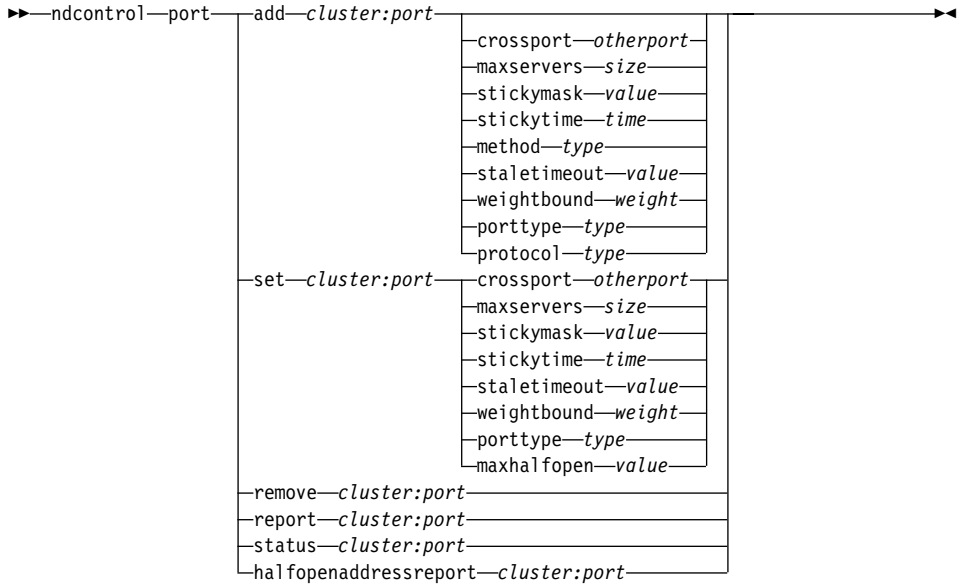 ndcontrol port add cluster:port
crossport otherport
maxservers size
stickymask value
stickytime time
method type
staletimeout value
weightbound weight
porttype type
protocol type
set cluster:port crossport otherport
maxservers size
stickymask value
stickytime time
staletimeout value
weightbound weight
porttype type
maxhalfopen value
remove cluster:port
report cluster:port
status cluster:port
halfopenaddressreport cluster:port